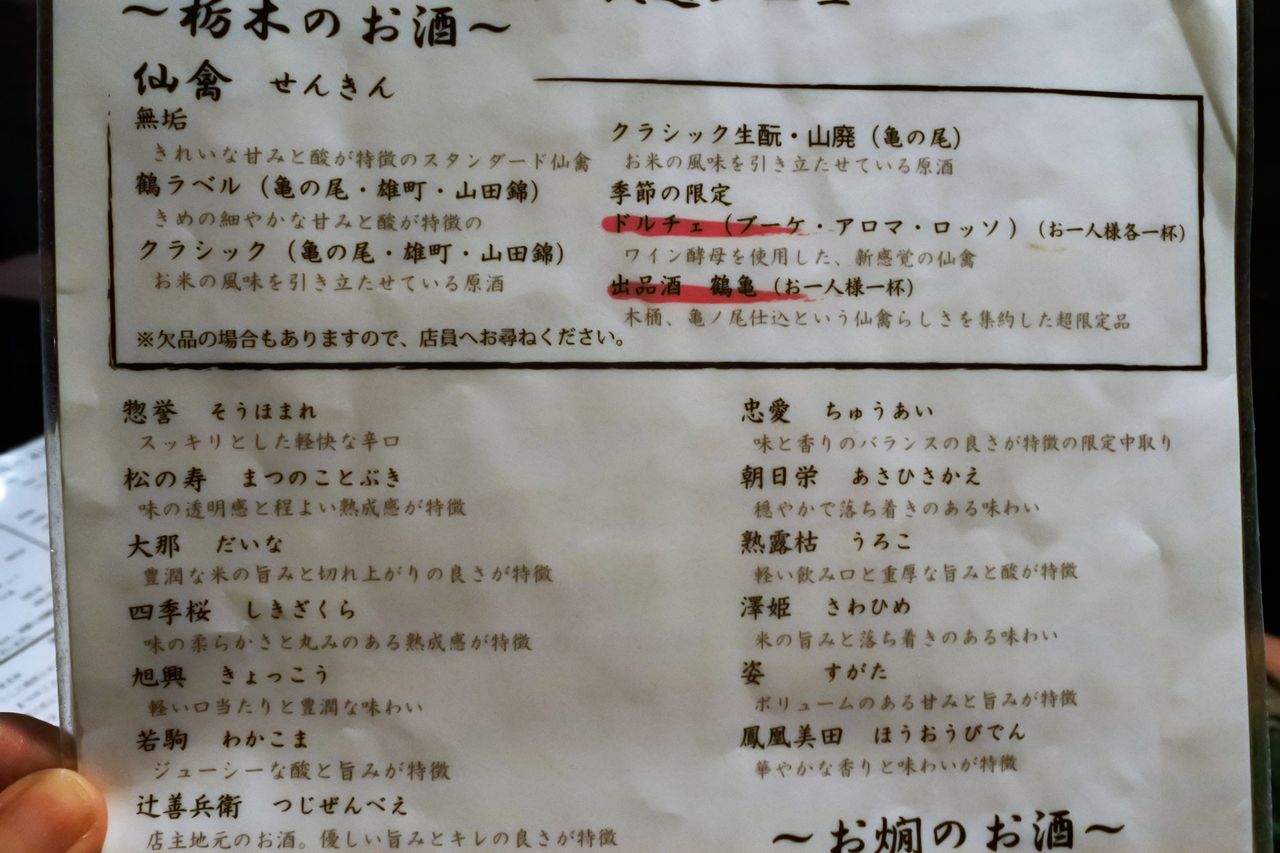 ～栃木のお酒～
仙禽 せんきん
無垢
きれいな甘みと酸が特徴のスタンダード仙禽
鶴ラベル（亀の尾・雄町・山田錦）
きめの細やかな甘みと酸が特徴の
クラシック（亀の尾・雄町・山田錦）
お米の風味を引き立たせている原酒
※欠品の場合もありますので、店員へお尋ねください。
クラシック生酛・山廃（亀の尾）
お米の風味を引き立たせている原酒
季節の限定
ドルチェ（ブーケ・アロマ・ロッソ）（お一人様各一杯）
ワイン酵母を使用した、新感覚の仙禽
出品酒 鶴亀（お一人様一杯）
木桶、亀ノ尾仕込という仙禽らしさを集約した超限定品
惣誉 そうほまれ
スッキリとした軽快な辛口
松の寿 まつのことぶき
味の透明感と程よい熟成感が特徴
大那 だいな
豊潤な米の旨みと切れ上がりの良さが特徴
四季桜 しきざくら
味の柔らかさと丸みのある熟成感が特徴
旭興 きょっこう
軽い口当たりと豊潤な味わい
若駒 わかこま
ジューシーな酸と旨みが特徴
辻善兵衛 つじぜんべえ
店主地元のお酒。優しい旨みとキレの良さが特徴
忠愛 ちゅうあい
味と香りのバランスの良さが特徴の限定中取り
朝日栄 あさひさかえ
穏やかで落ち着きのある味わい
熟露枯 うろこ
軽い飲み口と重厚な旨みと酸が特徴
澤姫 さわひめ
米の旨みと落ち着きのある味わい
姿 すがた
ボリュームのある甘みと旨みが特徴
鳳凰美田 ほうおうびでん
華やかな香りと味わいが特徴
～お燗のお酒～